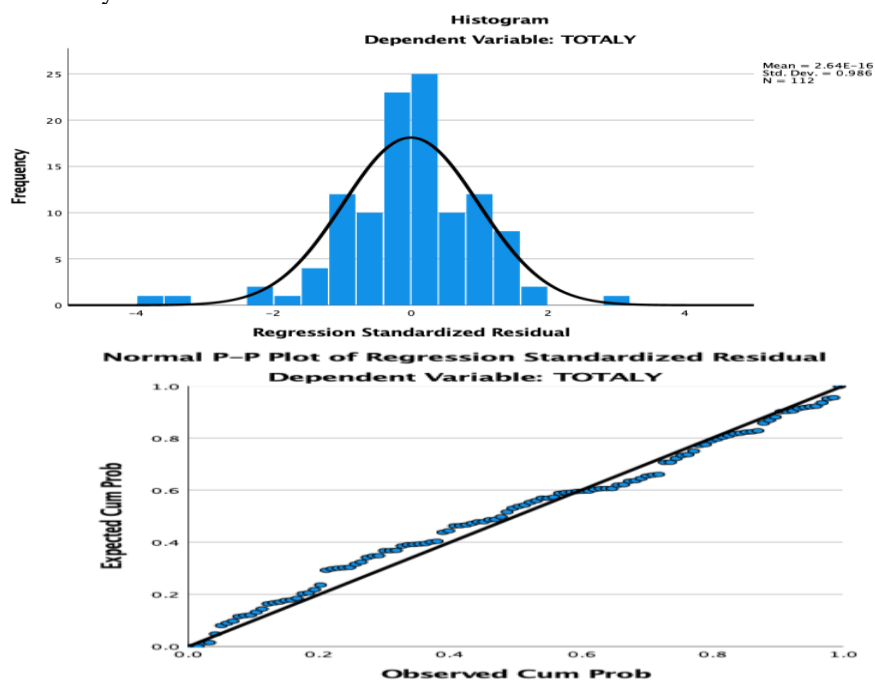 Histogram
Dependent Variable: TOTALY
Mean = 2.64E-16
Std. Dev. = 0.986
N = 112
Frequency
25
20
15
10
5
0
-4
-2
0
2
4
Regression Standardized Residual
Normal P-P Plot of Regression Standardized Residual
Dependent Variable: TOTALY
Expected Cum Prob
1.0
0.8
0.6
0.4
0.2
0.0
0.0
0.2
0.4
0.6
0.8
1.0
Observed Cum Prob